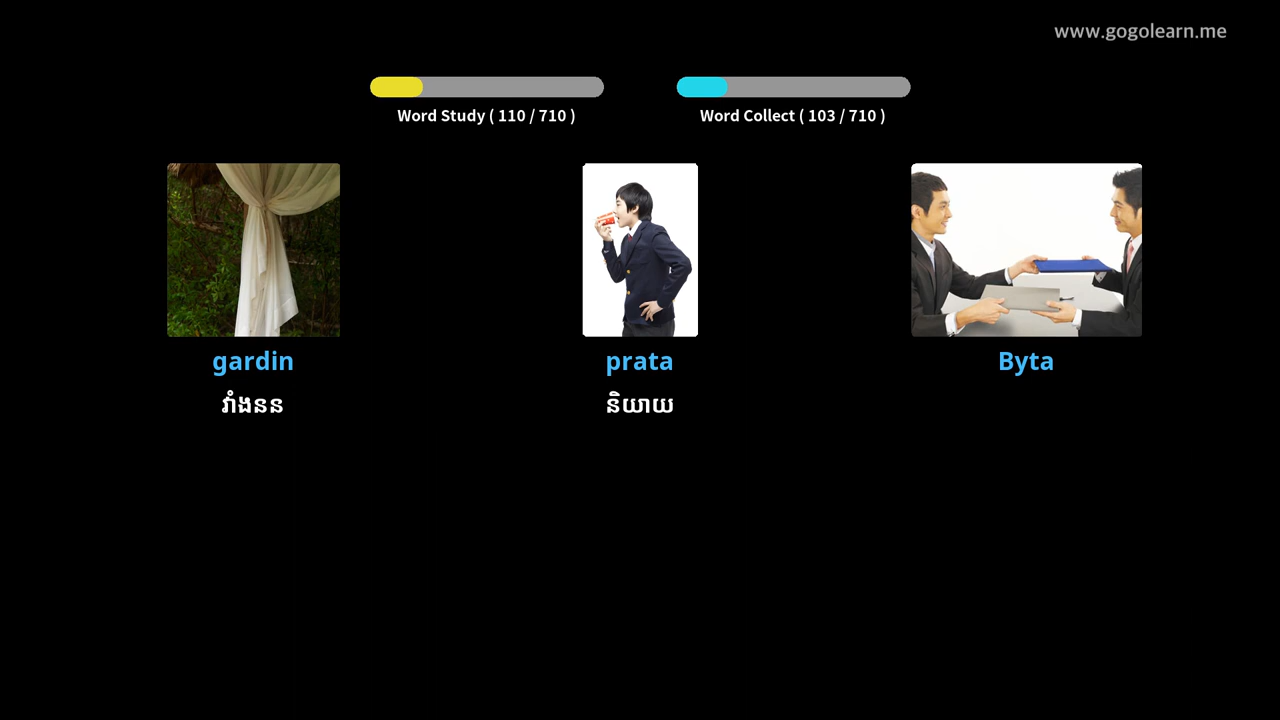 www.gogolearn.me
Word Study ( 110 / 710 )
Word Collect ( 103 / 710 )
gardin
prata
Byta
វាំងនន
និយាយ